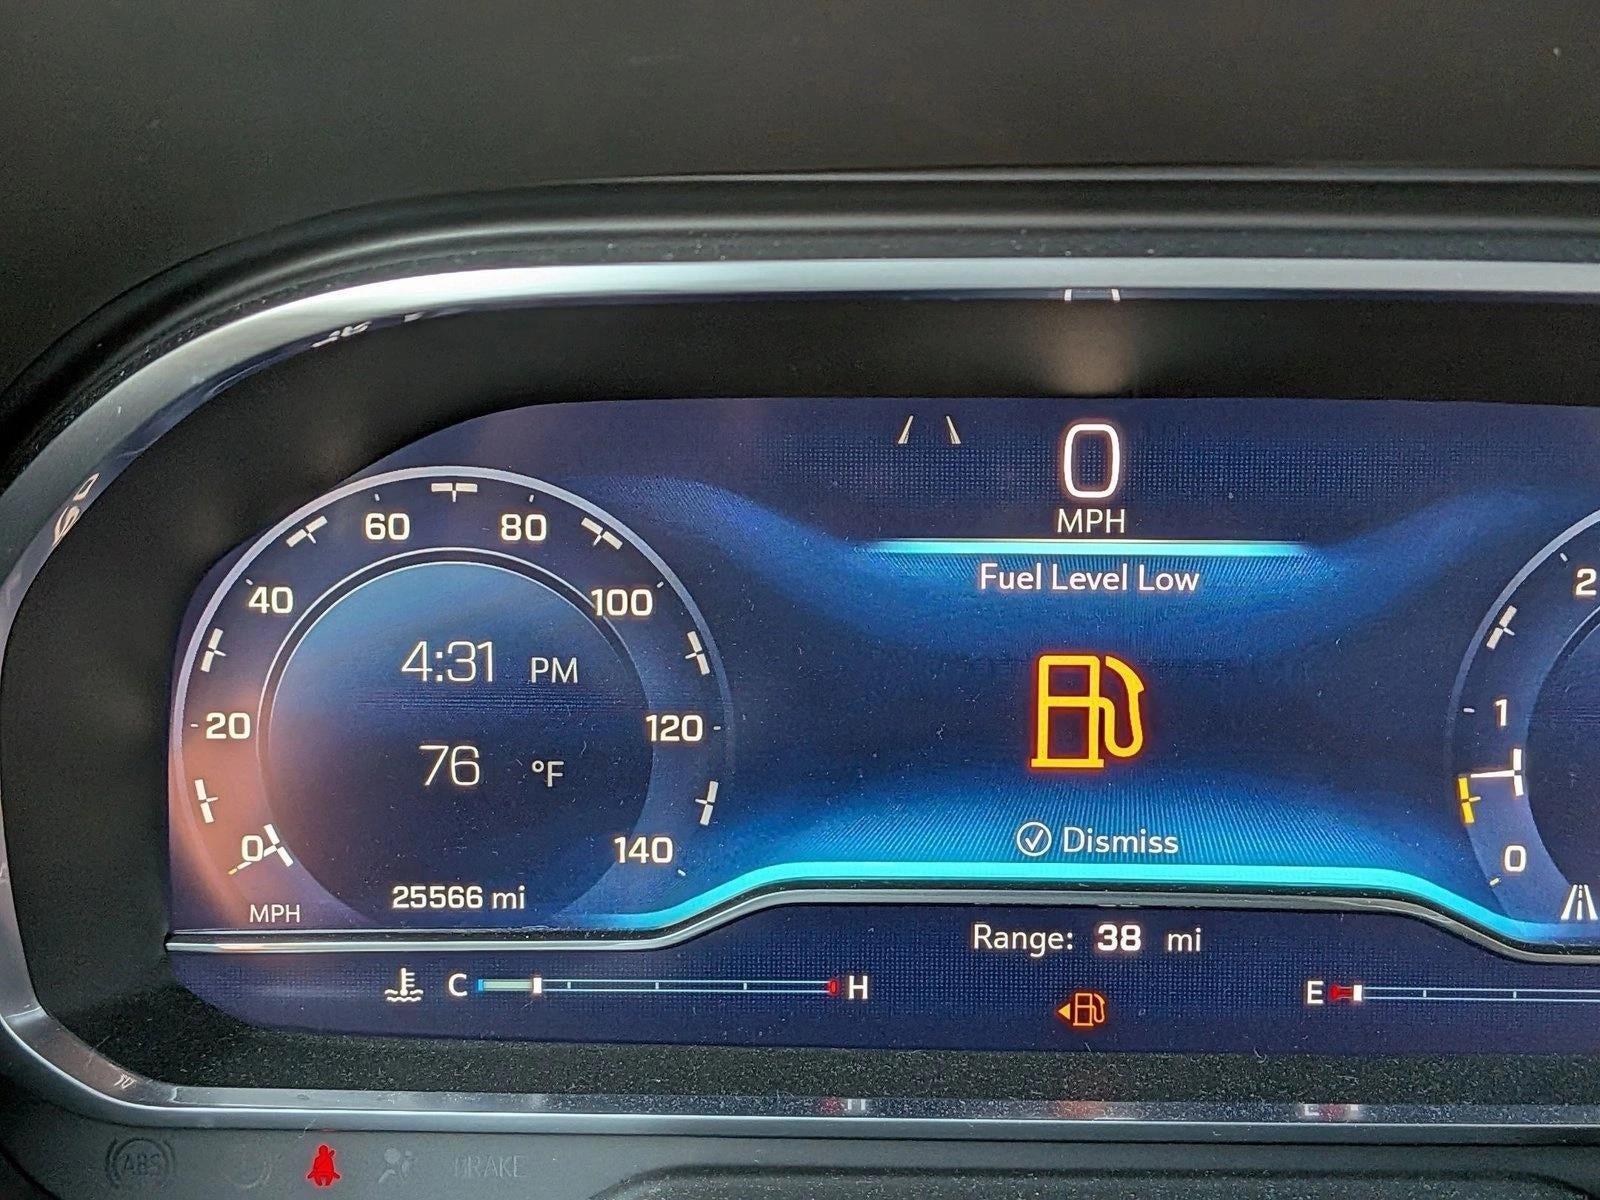 0
MPH
Fuel Level Low
60 80
40 100
4:31 PM
20 120
76 °F
0 140
25566 mi
MPH
Dismiss
2
1
0
Range: 38 mi
C H
E
ABS
BRAKE